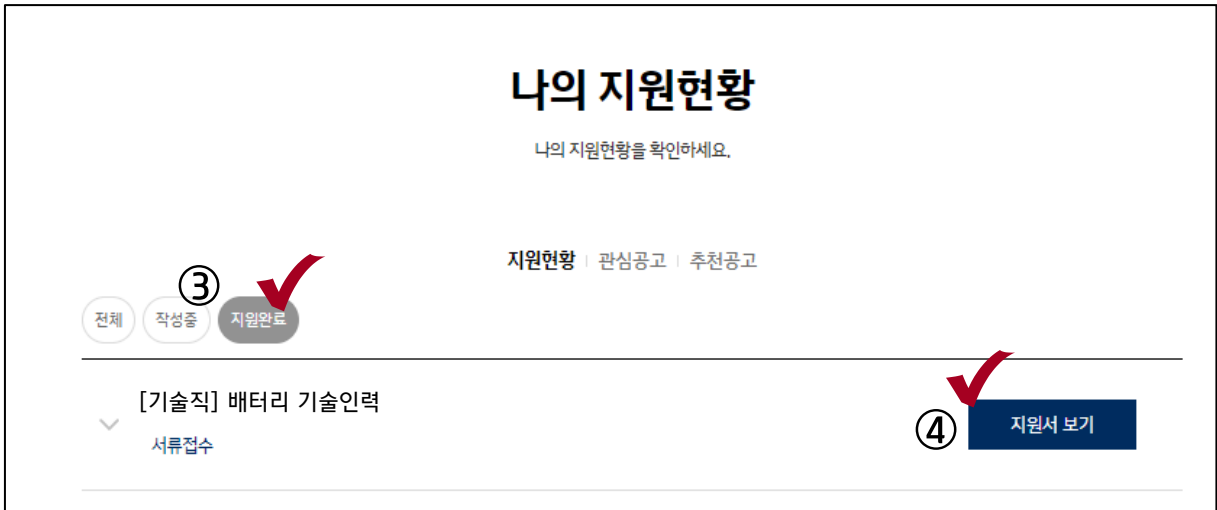 나의 지원현황
나의 지원현황을 확인하세요.
지원현황 | 관심공고 | 추천공고
③
전체 작성중 지원완료
[기술직] 배터리 기술인력
서류접수
④ 지원서 보기